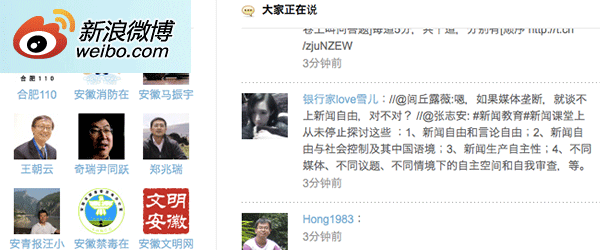 新浪微博
weibo.com
大家正在说
/zjuNZEW
3分钟前
合肥110
合肥110
安徽消防在
安徽马振宇
银行家love雪儿：//@闾丘露薇:嗯，如果媒体垄断，就谈不
上新闻自由，对不对？ //@张志安: #新闻教育#新闻课堂上
从未停止探讨这些 ：1、新闻自由和言论自由；2、新闻自
由与社会控制及其中国语境；3、新闻生产自主性；4、不同
媒体、不同议题、不同情境下的自主空间和自我审查，等。
3分钟前
王朝云
奇瑞尹同跃
郑兆瑞
文明
安徽
安青报汪小
安徽禁毒在
安徽文明网
Hong1983：
3分钟前